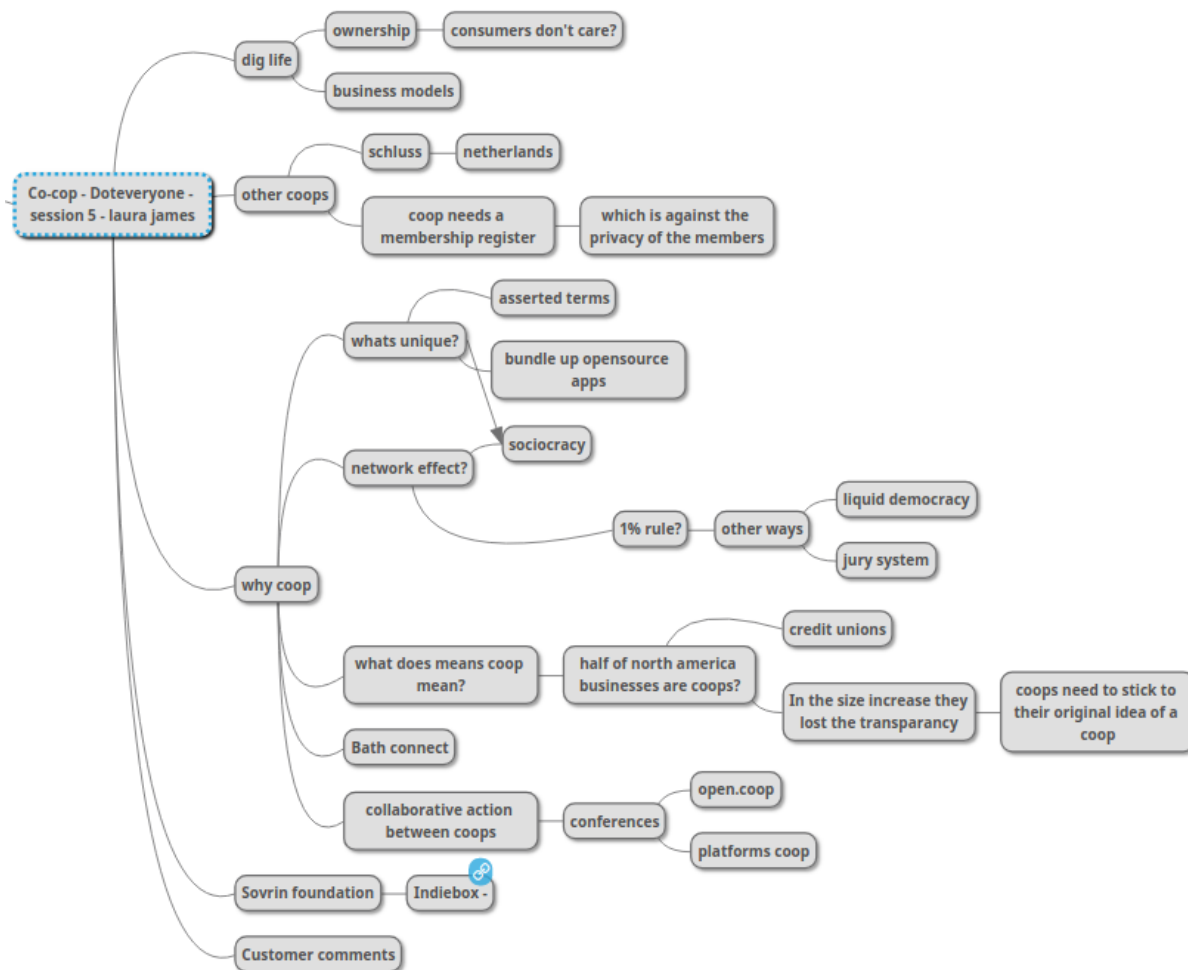 ownership
consumers don't care?
dig life
business models
schluss
netherlands
Co-cop - Doteveryone -
session 5 - laura james
other coops
coop needs a
membership register
which is against the
privacy of the members
asserted terms
whats unique?
bundle up opensource
apps
sociocracy
network effect?
liquid democracy
1% rule?
other ways
jury system
why coop
credit unions
what does means coop
mean?
half of north america
businesses are coops?
In the size increase they
lost the transparancy
coops need to stick to
their original idea of a
coop
Bath connect
open.coop
collaborative action
between coops
conferences
platforms coop
Sovrin foundation
Indiebox -
Customer comments